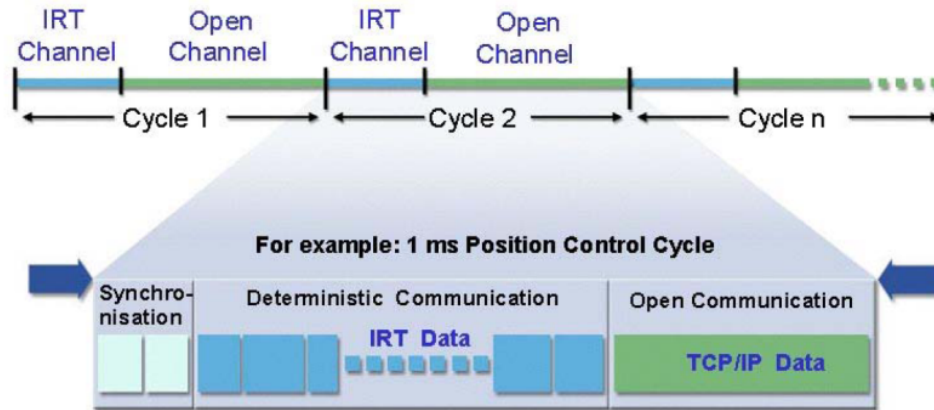 IRT
Channel
Open
Channel
IRT
Channel
Open
Channel
Cycle 1
Cycle 2
Cycle n
For example: 1 ms Position Control Cycle
Synchro-
nisation
Deterministic Communication
Open Communication
IRT Data
TCP/IP Data